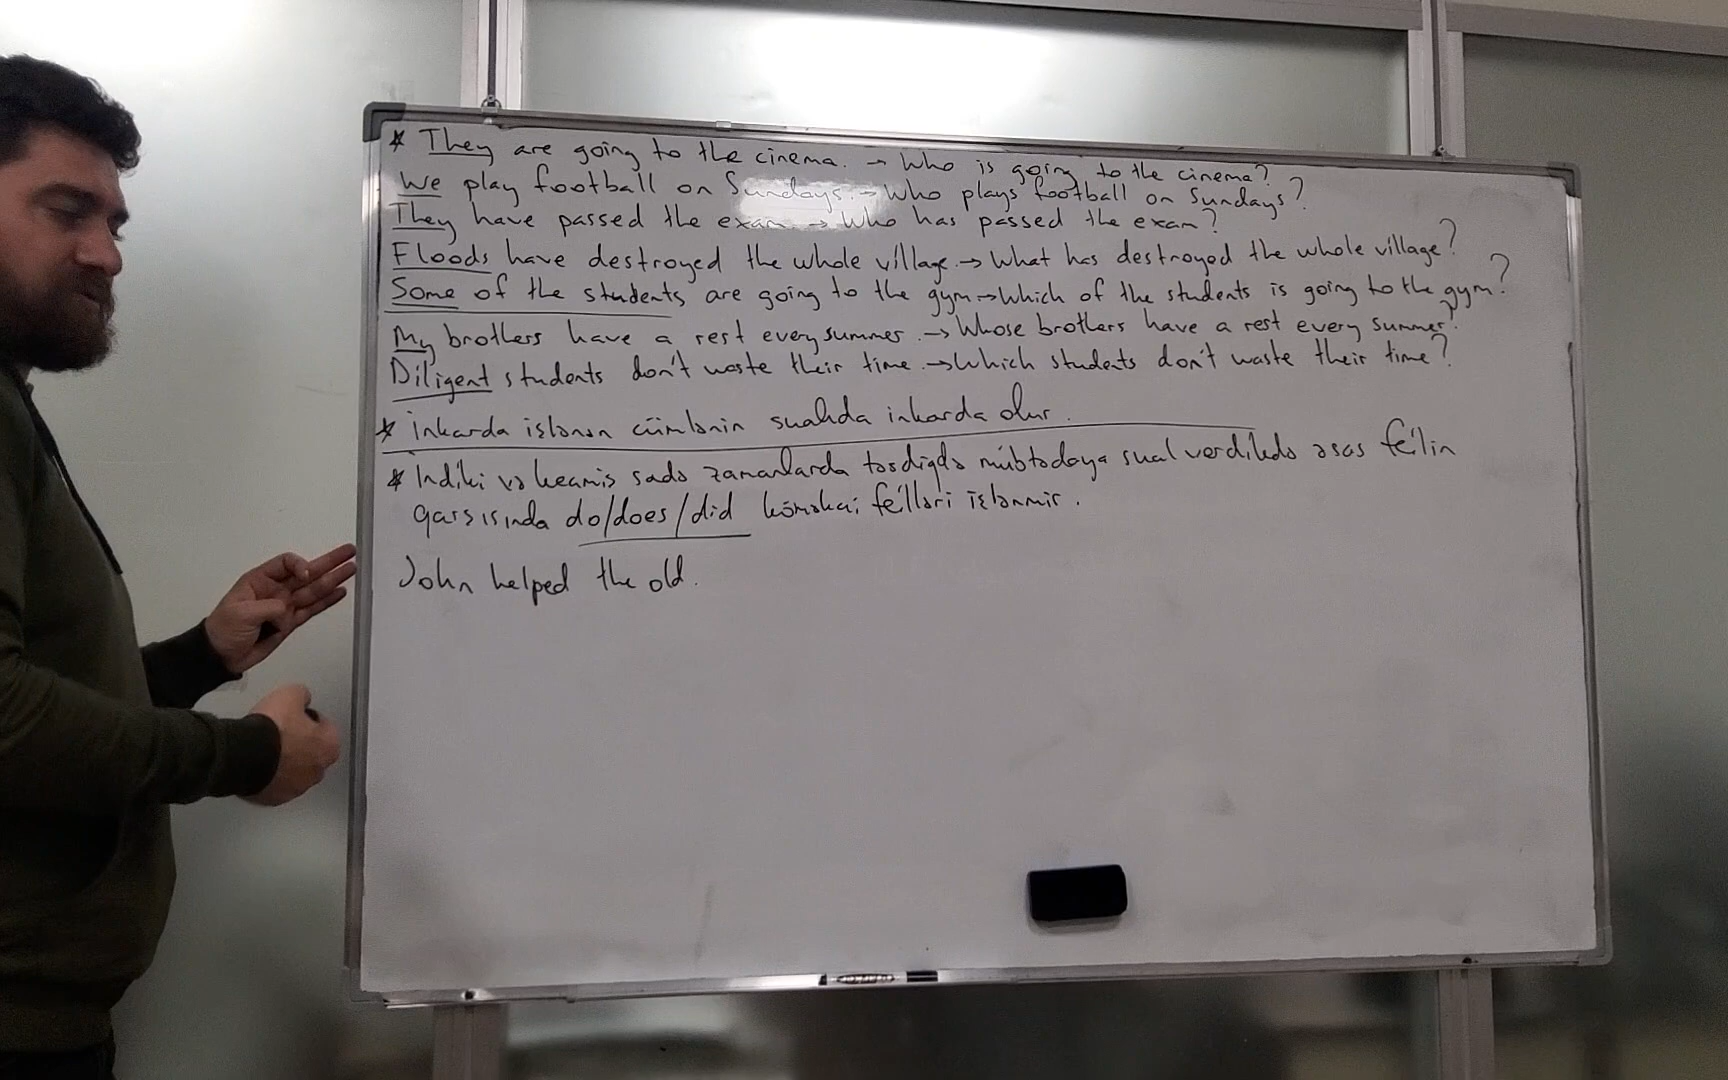 * They are going to the cinema. → Who is going to the cinema?
We play football on Sundays. → Who plays football on Sundays?
They have passed the exam → Who has passed the exam?
Floods have destroyed the whole village. → What has destroyed the whole village?
Some of the students are going to the gym → Which of the students is going to the gym?
My brothers have a rest every summer. → Whose brothers have a rest every summer?
Diligent students don't waste their time. → Which students don't waste their time?
* İnkarda işlənən cümlənin sualıda inkarda olur.
* İndiki və keçmiş sadə zamanlarda təsdiqdə mübtədaya sual verdikdə əsas feilin
qarşısında do/does/did köməkçi felləri işlənmir.
John helped the old.